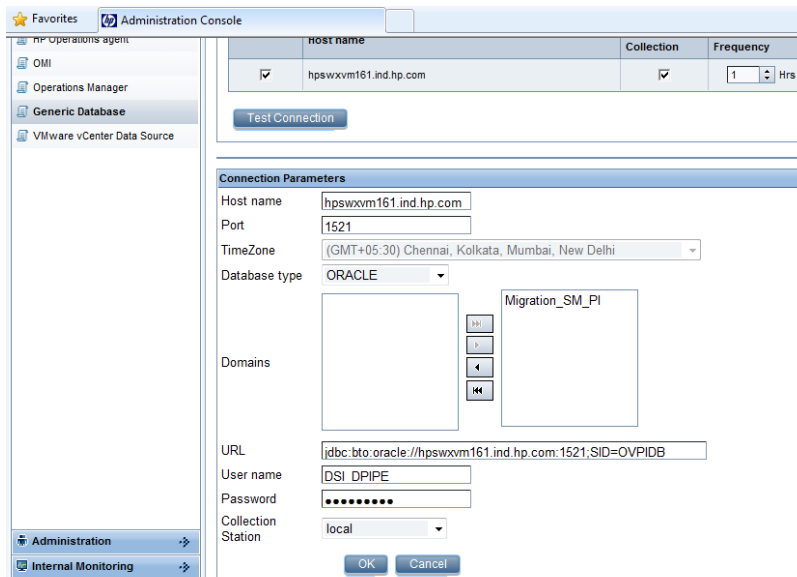 Favorites
Administration Console
HP Operations agent
OMI
Operations Manager
Generic Database
VMware vCenter Data Source
Administration
Internal Monitoring
Host name Collection Frequency
hpswxvm161.ind.hp.com 1 Hrs
Test Connection
Connection Parameters
Host name hpswxvm161.ind.hp.com
Port 1521
TimeZone (GMT+05:30) Chennai, Kolkata, Mumbai, New Delhi
Database type ORACLE
Migration_SM_PI
Domains
URL jdbc:bto:oracle://hpswxvm161.ind.hp.com:1521;SID=OVPIDB
User name DSI_DPIPE
Password
Collection
Station local
OK Cancel